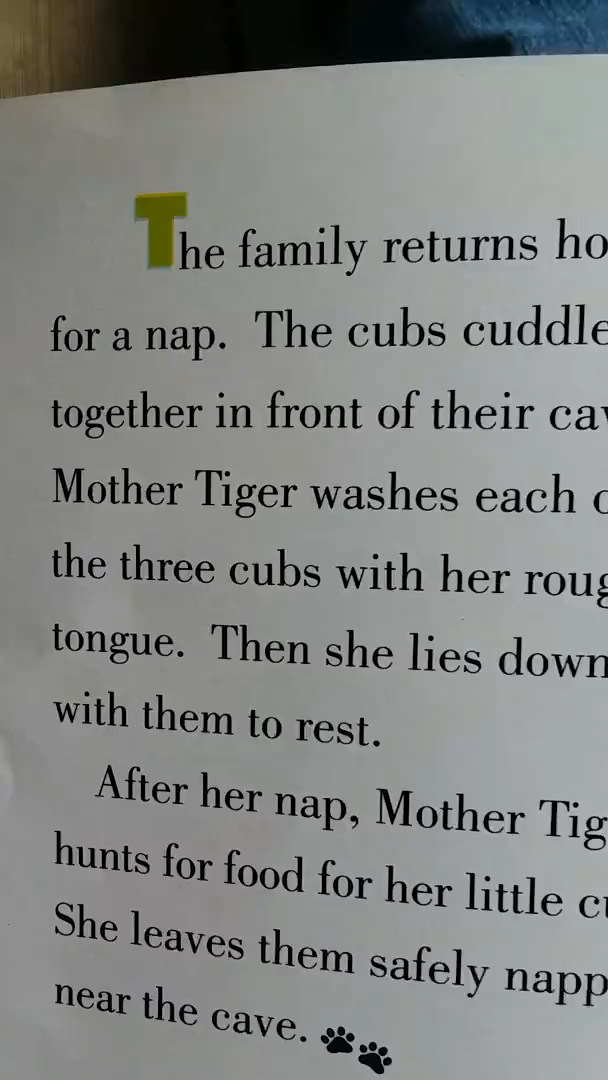 The family returns ho
for a nap. The cubs cuddle
together in front of their cav
Mother Tiger washes each o
the three cubs with her roug
tongue. Then she lies down
with them to rest.
After her nap, Mother Tig
hunts for food for her little cu
She leaves them safely napp
near the cave.